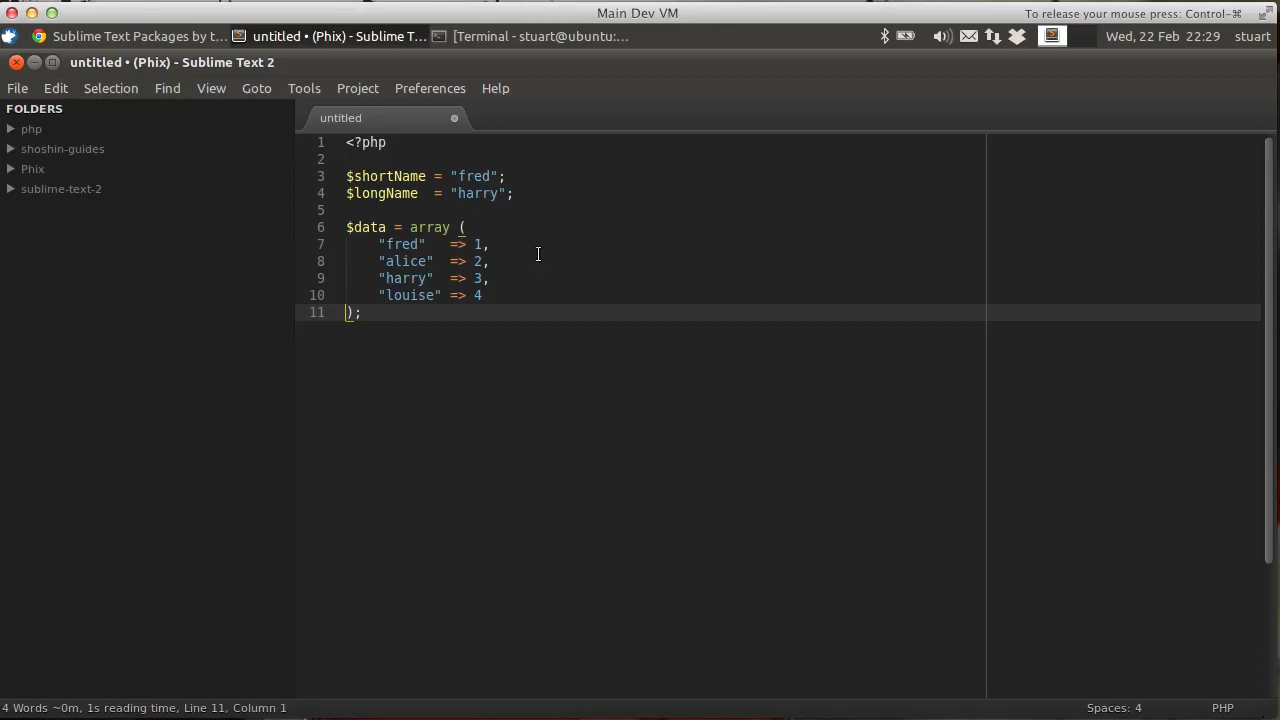 Main Dev VM
To release your mouse press: Control-⌘
Sublime Text Packages by t...
untitled • (Phix) - Sublime T...
[Terminal - stuart@ubuntu:...
Wed, 22 Feb 22:29
stuart
untitled • (Phix) - Sublime Text 2
File Edit Selection Find View Goto Tools Project Preferences Help
FOLDERS
php
shoshin-guides
Phix
sublime-text-2
untitled
1 <?php
2
3 $shortName = "fred";
4 $longName  = "harry";
5
6 $data = array (
7     "fred"   => 1,
8     "alice"  => 2,
9     "harry"  => 3,
10     "louise" => 4
11 );
4 Words ~0m, 1s reading time, Line 11, Column 1
Spaces: 4
PHP